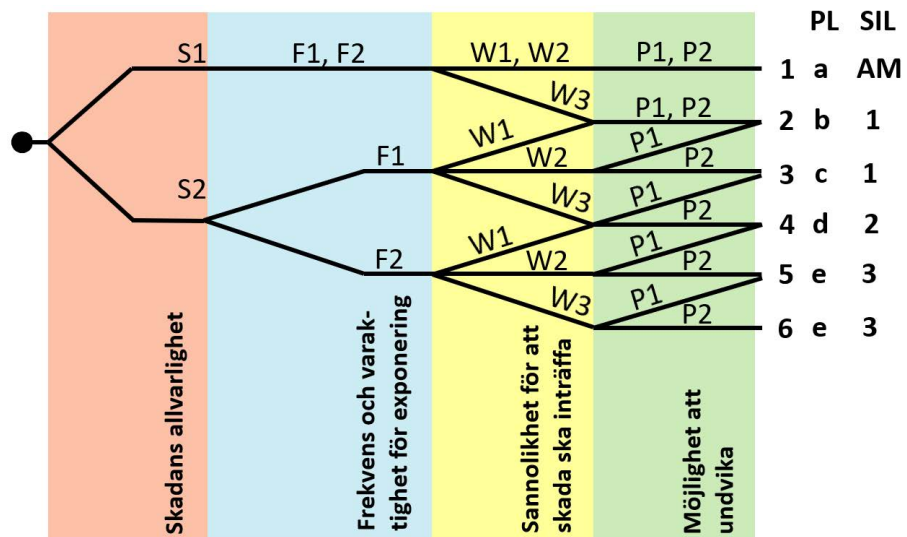 PL SIL
S1 F1, F2 W1, W2 P1, P2 1 a AM
W3 P1, P2 2 b 1
W1 P1
F1 W2 P2 3 c 1
S2 W3 P1
P2 4 d 2
W1 P1
F2 W2 P2 5 e 3
W3 P1
P2 6 e 3
Skadans allvarlighet
Frekvens och varak-
tighet för exponering
Sannolikhet för att
skada ska inträffa
Möjlighet att
undvika